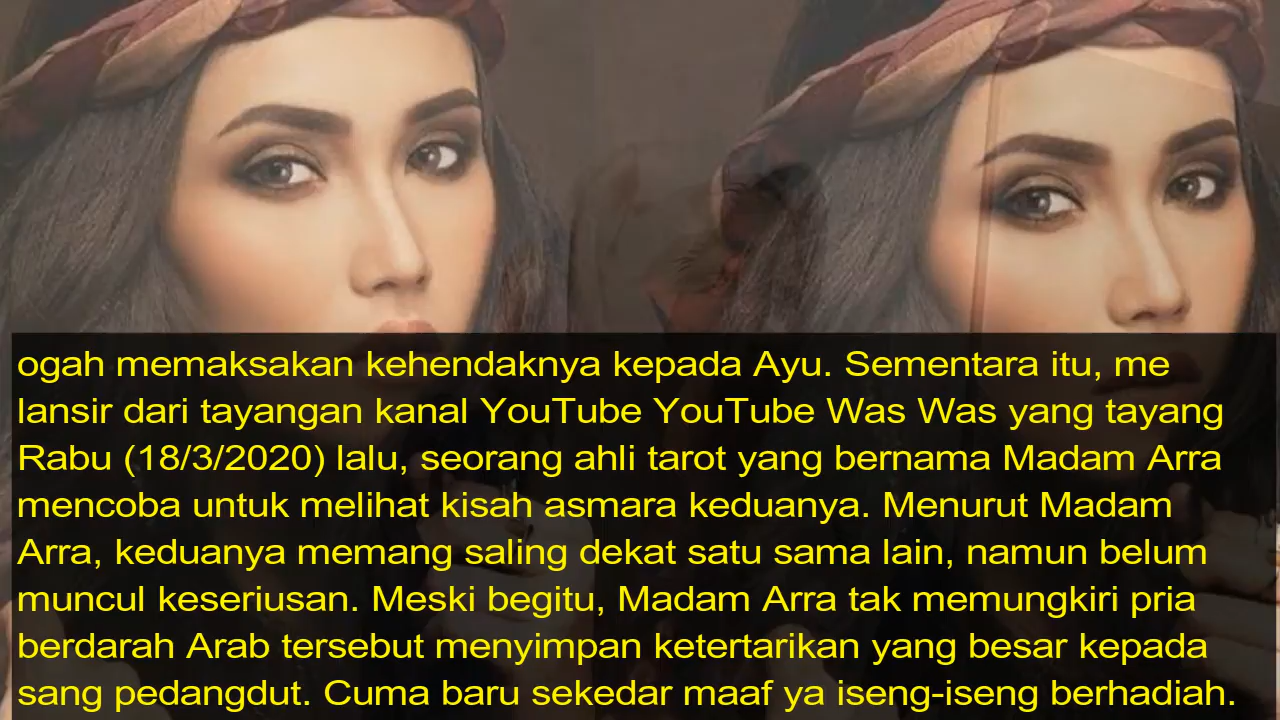 ogah memaksakan kehendaknya kepada Ayu. Sementara itu, me
lansir dari tayangan kanal YouTube YouTube Was Was yang tayang
Rabu (18/3/2020) lalu, seorang ahli tarot yang bernama Madam Arra
mencoba untuk melihat kisah asmara keduanya. Menurut Madam
Arra, keduanya memang saling dekat satu sama lain, namun belum
muncul keseriusan. Meski begitu, Madam Arra tak memungkiri pria
berdarah Arab tersebut menyimpan ketertarikan yang besar kepada
sang pedangdut. Cuma baru sekedar maaf ya iseng-iseng berhadiah.